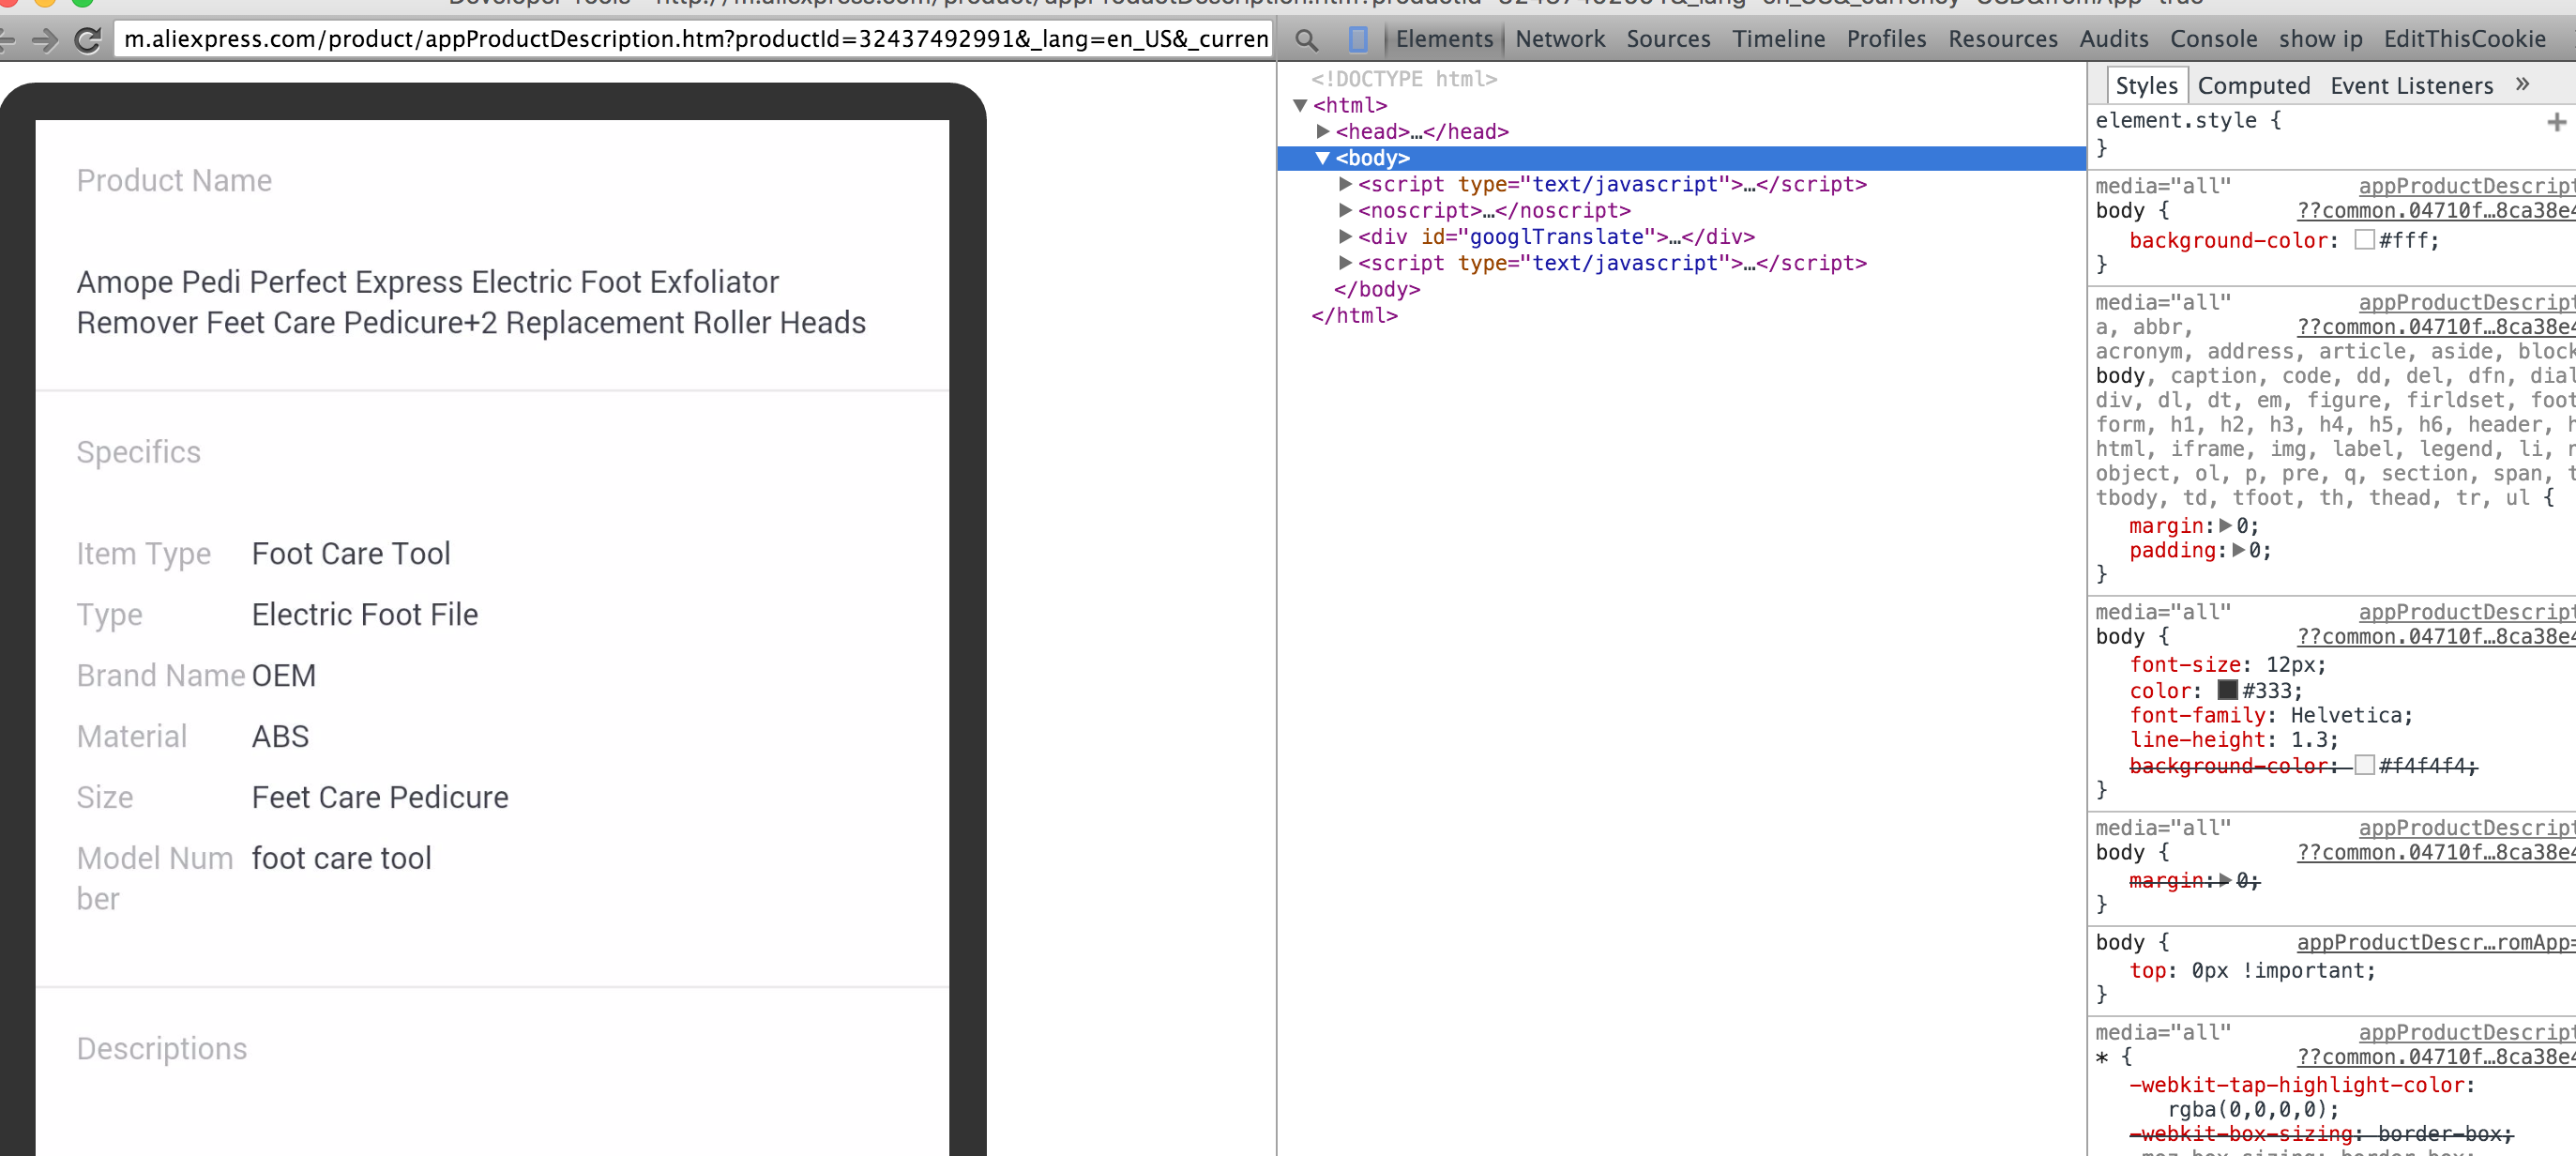 m.aliexpress.com/product/appProductDescription.htm?productId=32437492991&_lang=en_US&_curren
Elements Network Sources Timeline Profiles Resources Audits Console show ip EditThisCookie
Product Name
Amope Pedi Perfect Express Electric Foot Exfoliator
Remover Feet Care Pedicure+2 Replacement Roller Heads
Specifics
Item Type Foot Care Tool
Type Electric Foot File
Brand Name OEM
Material ABS
Size Feet Care Pedicure
Model Num foot care tool
ber
Descriptions
<!DOCTYPE html>
▼<html>
▶<head>…</head>
▼<body>
▶<script type="text/javascript">…</script>
▶<noscript>…</noscript>
▶<div id="googlTranslate">…</div>
▶<script type="text/javascript">…</script>
</body>
</html>
Styles Computed Event Listeners »
element.style { +
}
media="all" appProductDescript
body { ??common.04710f…8ca38e4
background-color: #fff;
}
media="all" appProductDescript
a, abbr, ??common.04710f…8ca38e4
acronym, address, article, aside, block
body, caption, code, dd, del, dfn, dial
div, dl, dt, em, figure, firldset, foot
form, h1, h2, h3, h4, h5, h6, header, h
html, iframe, img, label, legend, li,
object, ol, p, pre, q, section, span, t
tbody, td, tfoot, th, thead, tr, ul {
margin:▶0;
padding:▶0;
}
media="all" appProductDescript
body { ??common.04710f…8ca38e4
font-size: 12px;
color: #333;
font-family: Helvetica;
line-height: 1.3;
background-color: #f4f4f4;
}
media="all" appProductDescript
body { ??common.04710f…8ca38e4
margin:▶0;
}
body { appProductDescr…romApp=
top: 0px !important;
}
media="all" appProductDescript
* { ??common.04710f…8ca38e4
-webkit-tap-highlight-color:
rgba(0,0,0,0);
-webkit-box-sizing: border-box;